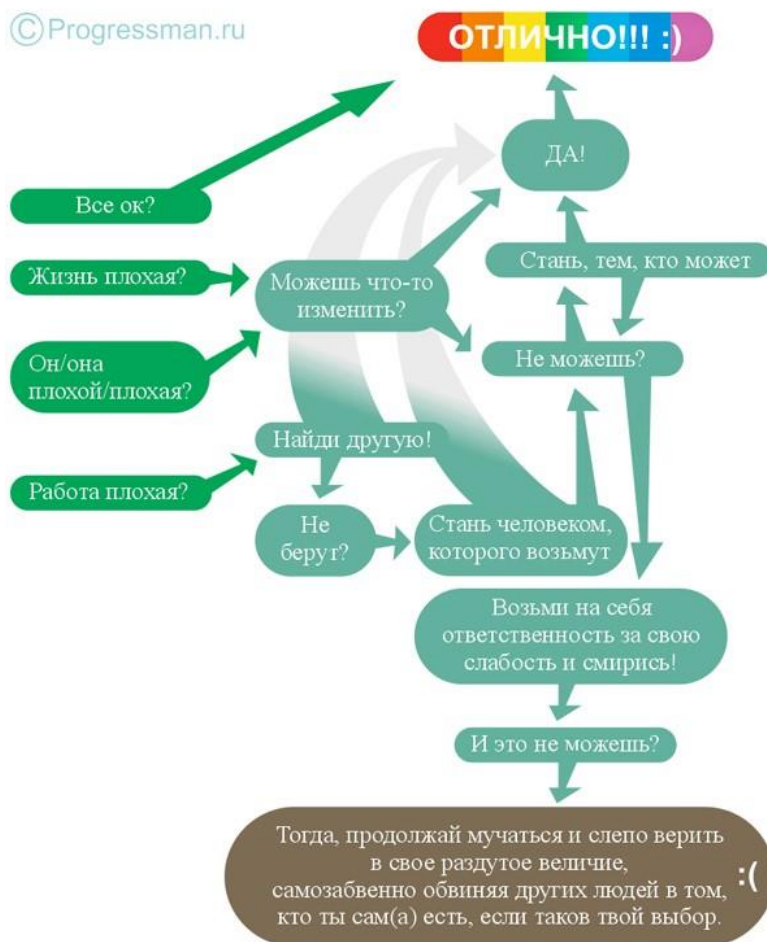 ©Progressman.ru
ОТЛИЧНО!!! :)
ДА!
Все ок?
Стань, тем, кто может
Жизнь плохая?
Можешь что-то
изменить?
Не можешь?
Он/она
плохой/плохая?
Найди другую!
Работа плохая?
Не
берут?
Стань человеком,
которого возьмут
Возьми на себя
ответственность за свою
слабость и смирись!
И это не можешь?
Тогда, продолжай мучаться и слепо верить
в свое раздутое величие,
самозабвенно обвиняя других людей в том,
кто ты сам(а) есть, если таков твой выбор.
:(